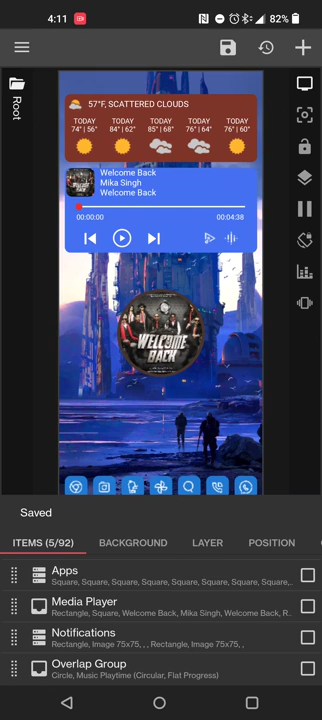 4:11
82%
Root
57°F, SCATTERED CLOUDS
TODAY TODAY TODAY TODAY TODAY
74° | 56° 84° | 62° 85° | 68° 76° | 64° 76° | 60°
Welcome Back
Mika Singh
Welcome Back
00:00:00 00:04:38
WELCOME
BACK
Saved
ITEMS (5/92) BACKGROUND LAYER POSITION
Apps
Square, Square, Square, Square, Square, Square, Square,..
Media Player
Rectangle, Square, Welcome Back, Mika Singh, Welcome Back, R..
Notifications
Rectangle, Image 75x75, , , Rectangle, Image 75x75, ,
Overlap Group
Circle, Music Playtime (Circular, Flat Progress)